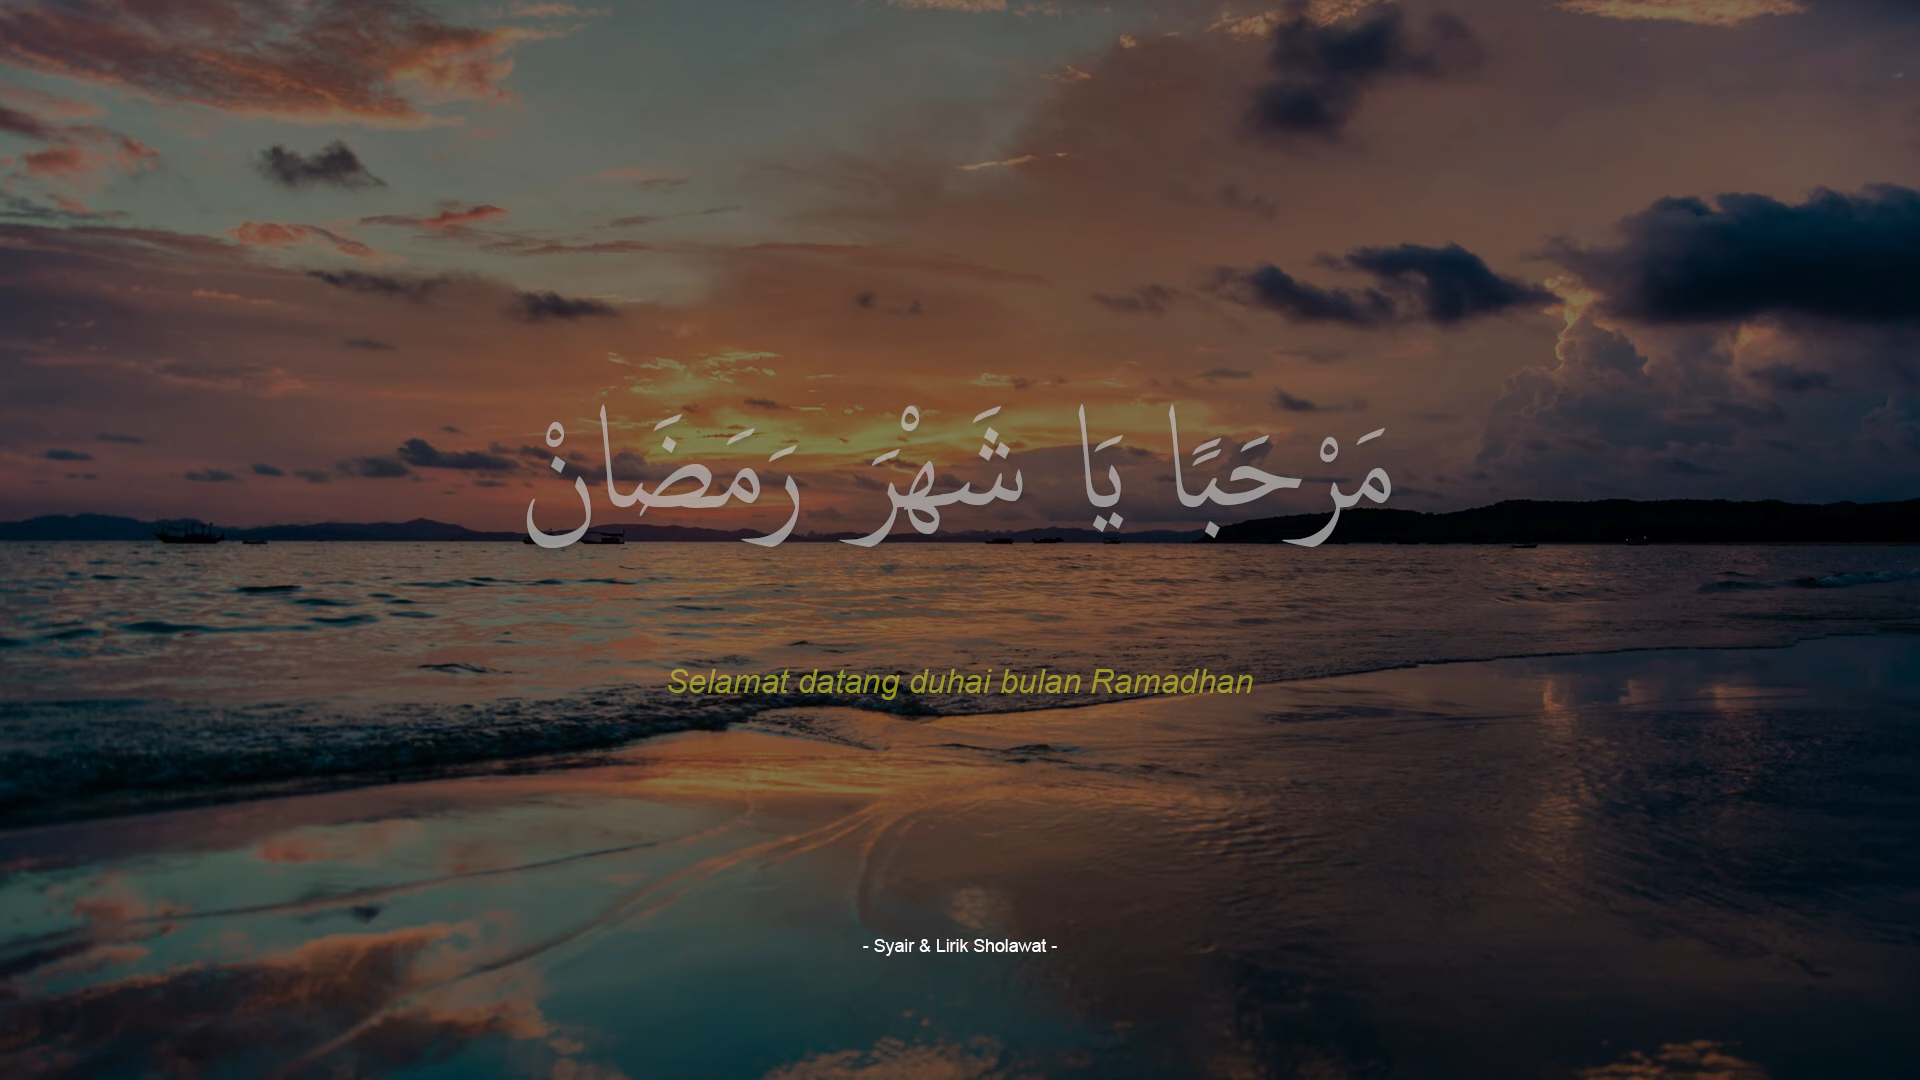 مَرْحَبًا يَا شَهْرَ رَمَضَانْ
Selamat datang duhai bulan Ramadhan
- Syair & Lirik Sholawat -